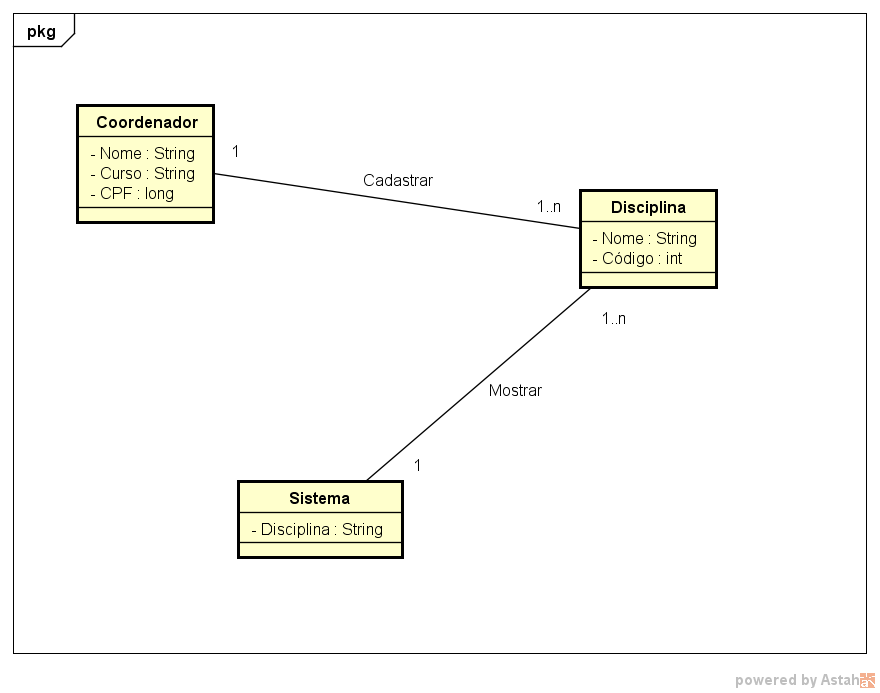 pkg
Coordenador
- Nome : String
- Curso : String
- CPF : long
1
Cadastrar
1..n
Disciplina
- Nome : String
- Código : int
1..n
Mostrar
1
Sistema
- Disciplina : String
powered by Astah